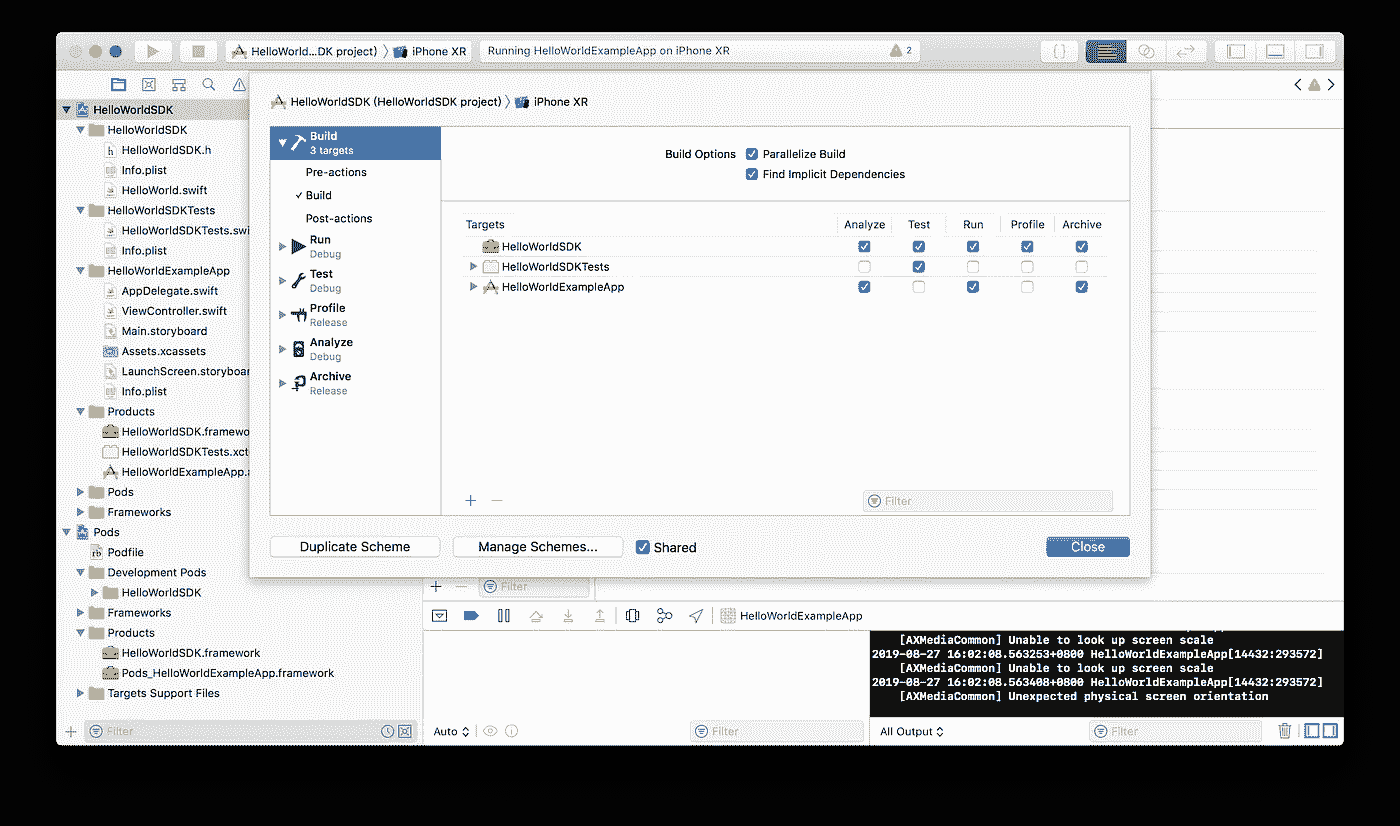 HelloWorld...DK project) iPhone XR
Running HelloWorldExampleApp on iPhone XR
2
HelloWorldSDK
HelloWorldSDK
HelloWorldSDK.h
Info.plist
HelloWorld.swift
HelloWorldSDKTests
HelloWorldSDKTests.swi
Info.plist
HelloWorldExampleApp
AppDelegate.swift
ViewController.swift
Main.storyboard
Assets.xcassets
LaunchScreen.storyboar
Info.plist
Products
HelloWorldSDK.framewo
HelloWorldSDKTests.xct
HelloWorldExampleApp.a
Pods
Frameworks
Pods
Podfile
Development Pods
HelloWorldSDK
Frameworks
Products
HelloWorldSDK.framework
Pods_HelloWorldExampleApp.framework
Targets Support Files
Filter
HelloWorldSDK (HelloWorldSDK project) iPhone XR
Build
3 targets
Pre-actions
Build
Post-actions
Run
Debug
Test
Debug
Profile
Release
Analyze
Debug
Archive
Release
Build Options Parallelize Build
Find Implicit Dependencies
Targets Analyze Test Run Profile Archive
HelloWorldSDK
HelloWorldSDKTests
HelloWorldExampleApp
Filter
Duplicate Scheme Manage Schemes... Shared Close
Filter
HelloWorldExampleApp
[AXMediaCommon] Unable to look up screen scale
2019-08-27 16:02:08.563253+0800 HelloWorldExampleApp[14432:293572]
[AXMediaCommon] Unable to look up screen scale
2019-08-27 16:02:08.563408+0800 HelloWorldExampleApp[14432:293572]
[AXMediaCommon] Unexpected physical screen orientation
Auto Filter All Output Filter